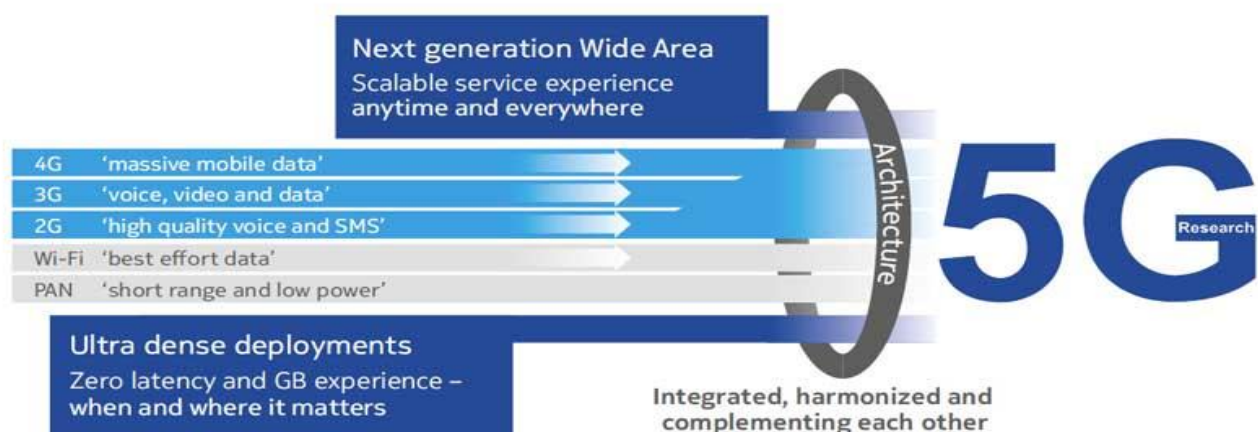 Next generation Wide Area
Scalable service experience
anytime and everywhere
4G 'massive mobile data'
3G 'voice, video and data'
2G 'high quality voice and SMS'
Wi-Fi 'best effort data'
PAN 'short range and low power'
Ultra dense deployments
Zero latency and GB experience –
when and where it matters
Architecture
5G
Research
Integrated, harmonized and
complementing each other